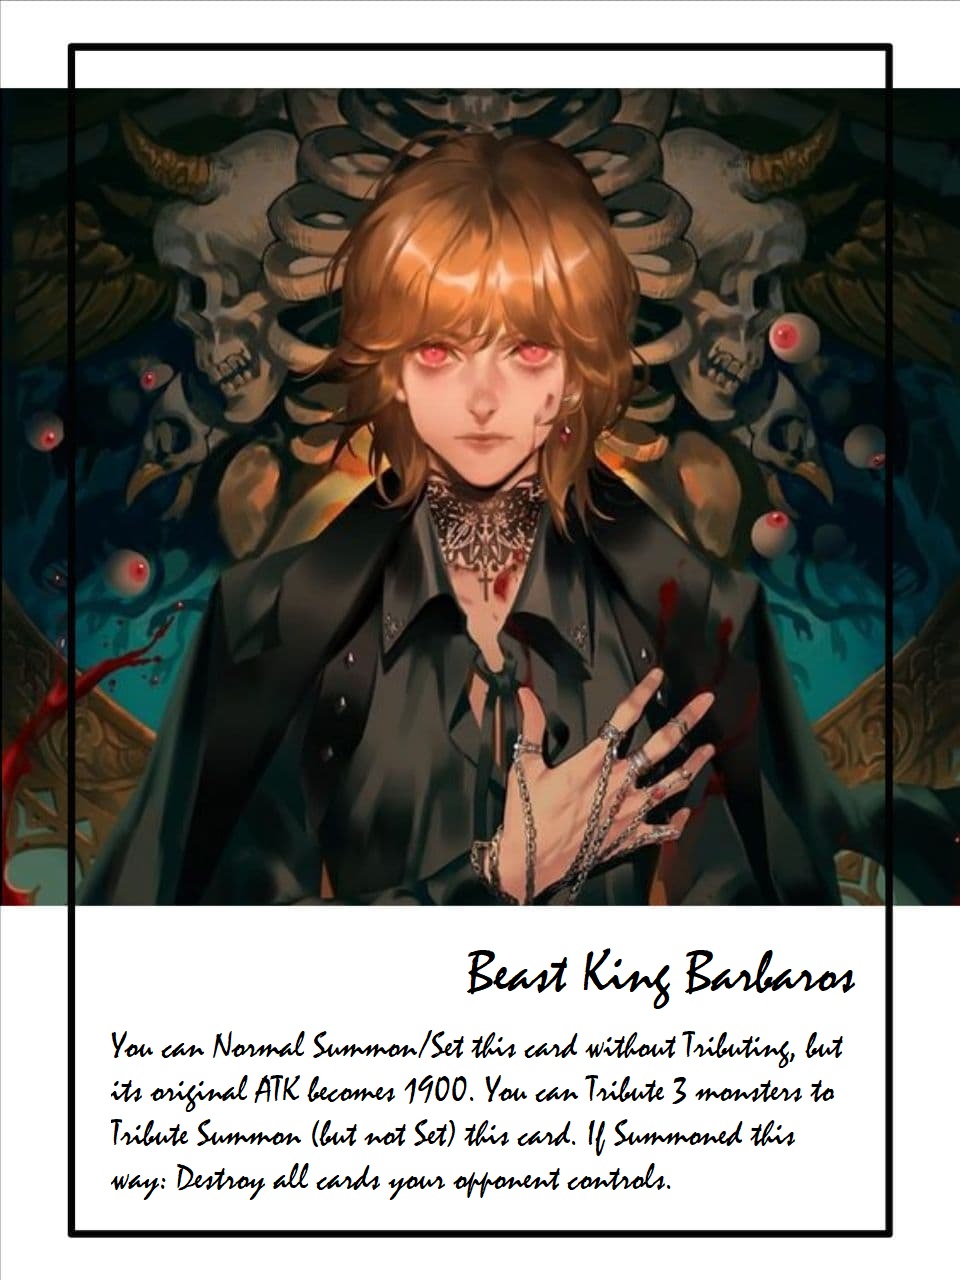 Beast King Barbaros
You can Normal Summon/Set this card without Tributing, but
its original ATK becomes 1900. You can Tribute 3 monsters to
Tribute Summon (but not Set) this card. If Summoned this
way: Destroy all cards your opponent controls.